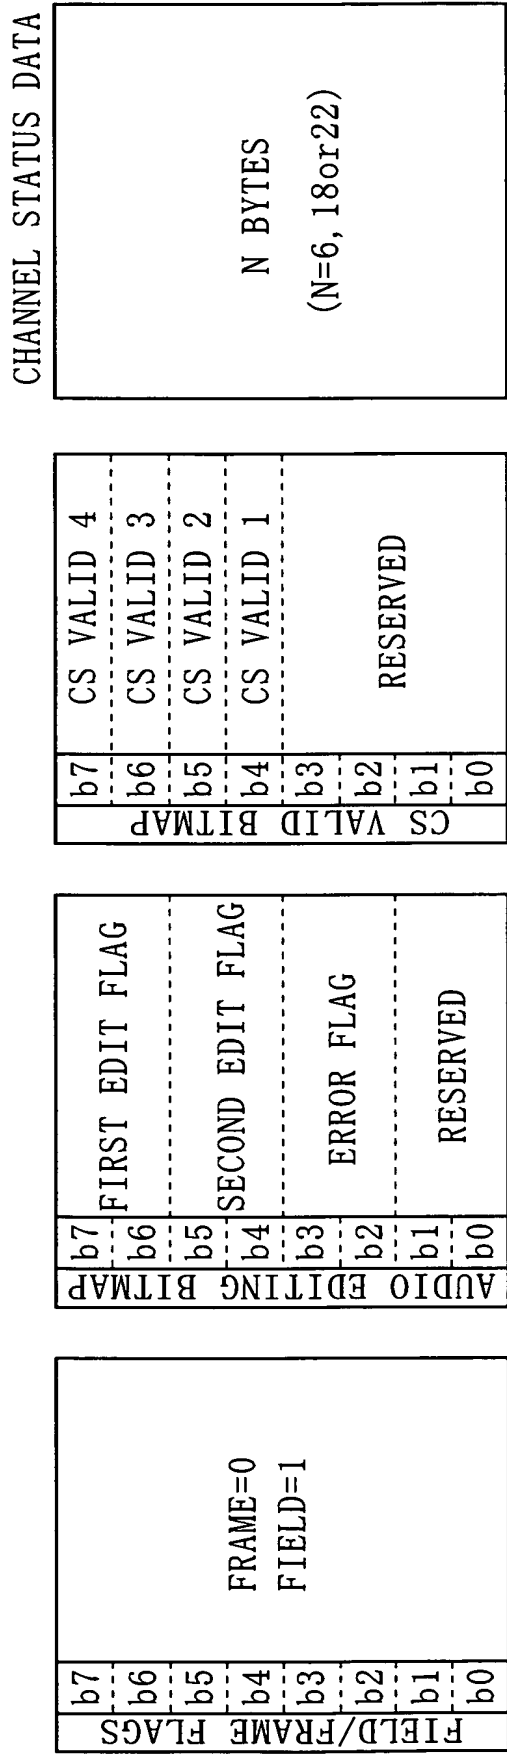 FIELD/FRAME FLAGS
b7
b6
b5
b4
b3
b2
b1
b0
FRAME=0
FIELD=1
AUDIO EDITING BITMAP
b7
b6
b5
b4
b3
b2
b1
b0
FIRST EDIT FLAG
SECOND EDIT FLAG
ERROR FLAG
RESERVED
CS VALID BITMAP
b7
b6
b5
b4
b3
b2
b1
b0
CS VALID 4
CS VALID 3
CS VALID 2
CS VALID 1
RESERVED
CHANNEL STATUS DATA
N BYTES
(N=6, 18or22)